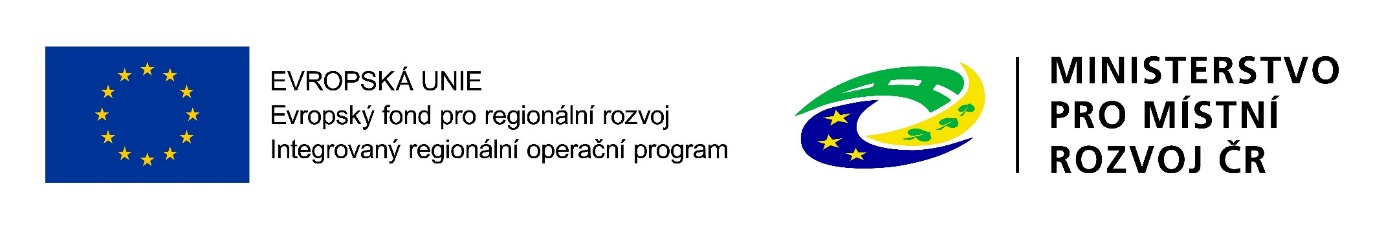 EVROPSKÁ UNIE
Evropský fond pro regionální rozvoj
Integrovaný regionální operační program
MINISTERSTVO
PRO MÍSTNÍ
ROZVOJ ČR